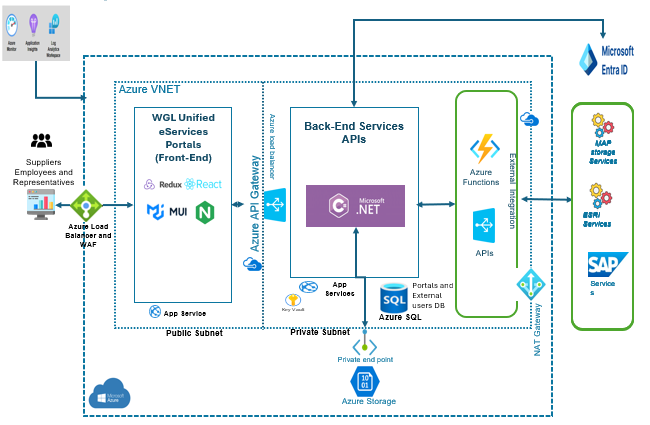 Azure
Monitor
Application
Insights
Log
Analytics
Workspace
Microsoft
Entra ID
Azure VNET
WGL Unified
eServices
Portals
(Front-End)
Redux
React
MUI
App Service
Public Subnet
Azure API Gateway
Azure load balancer
Back-End Services
APIs
Microsoft
.NET
App
Services
Key Vault
Private Subnet
SQL
Portals and
External
users DB
Azure SQL
Azure
Functions
APIs
External Integration
NAT Gateway
MAP
storage
Services
ESRI
Services
SAP
Service
s
Suppliers
Employees and
Representatives
Azure Load
Balancer and
WAF
Private end point
10
01
Azure Storage
Microsoft
Azure